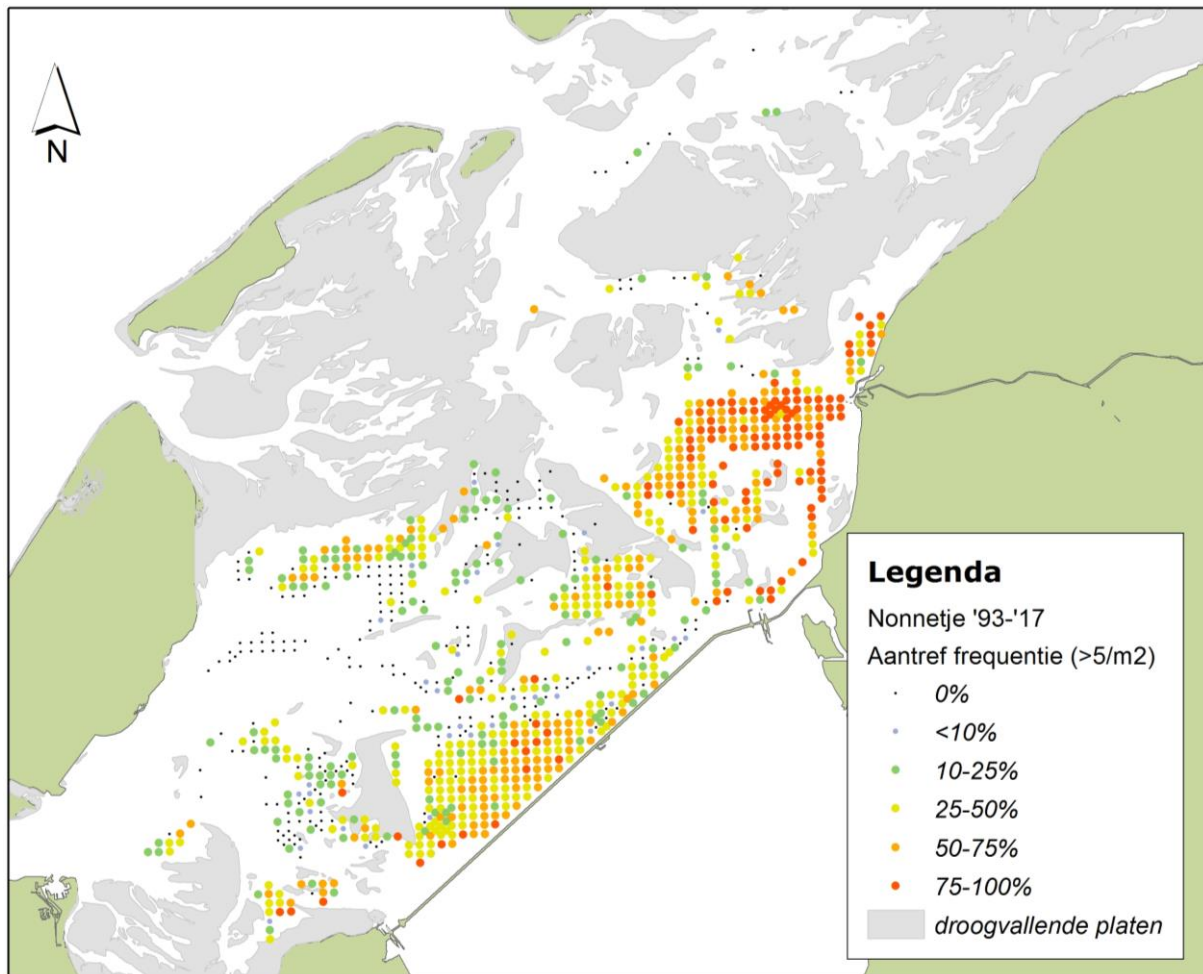 N
Legenda
Nonnetje '93-'17
Aantref frequentie (>5/m2)
0%
<10%
10-25%
25-50%
50-75%
75-100%
droogvallende platen